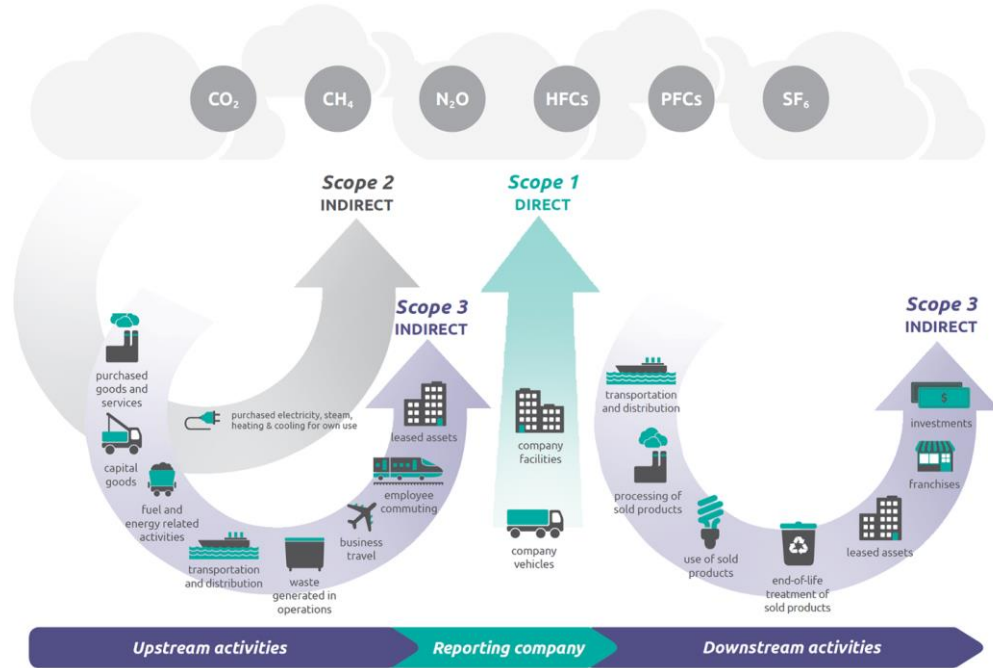 CO₂
CH₄
N₂O
HFCs
PFCs
SF₆
Scope 2
INDIRECT
Scope 1
DIRECT
Scope 3
INDIRECT
Scope 3
INDIRECT
purchased
goods and
services
capital
goods
fuel and
energy related
activities
purchased electricity, steam,
heating & cooling for own use
transportation
and distribution
waste
generated in
operations
business
travel
employee
commuting
leased assets
company
facilities
company
vehicles
transportation
and distribution
processing of
sold products
use of sold
products
end-of-life
treatment of
sold products
leased assets
franchises
$
investments
Upstream activities
Reporting company
Downstream activities